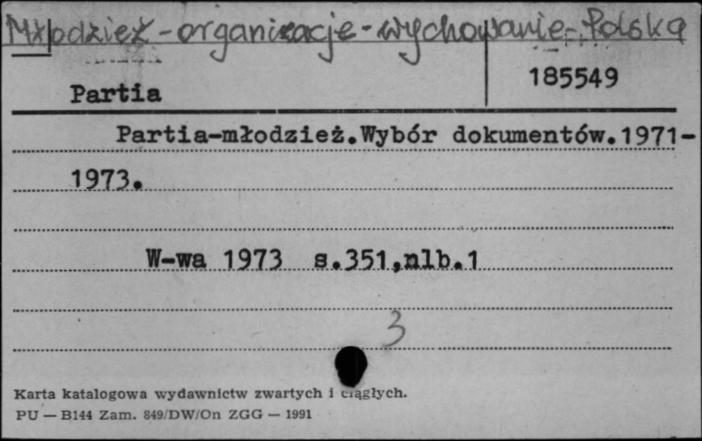 Młodzież - organizacje - wychowanie - Polska
185549
Partia
Partia-młodzież.Wybór dokumentów.1971-
1973.
W-wa 1973 s.351,nlb.1
3
Karta katalogowa wydawnictw zwartych i ciągłych.
PU — B144 Zam. 849/DW/On ZGG — 1991